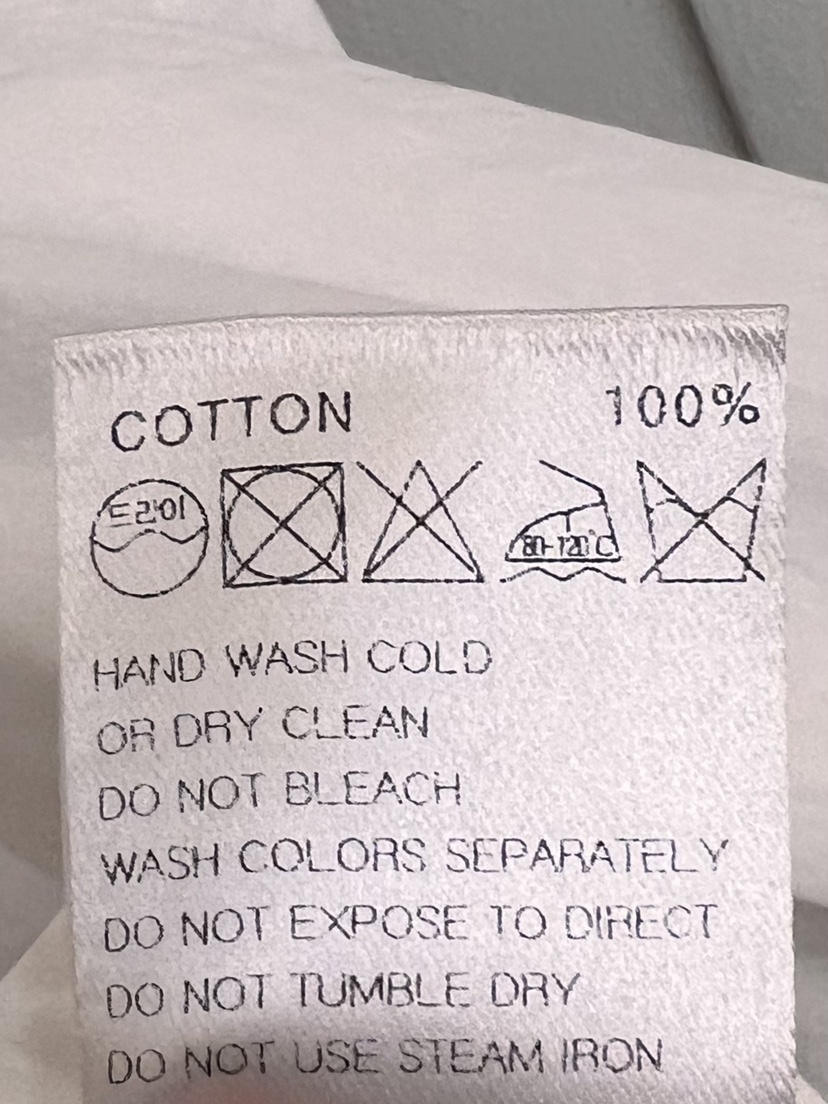 COTTON 100%
드라이
80-120°C
HAND WASH COLD
OR DRY CLEAN
DO NOT BLEACH
WASH COLORS SEPARATELY
DO NOT EXPOSE TO DIRECT
DO NOT TUMBLE DRY
DO NOT USE STEAM IRON